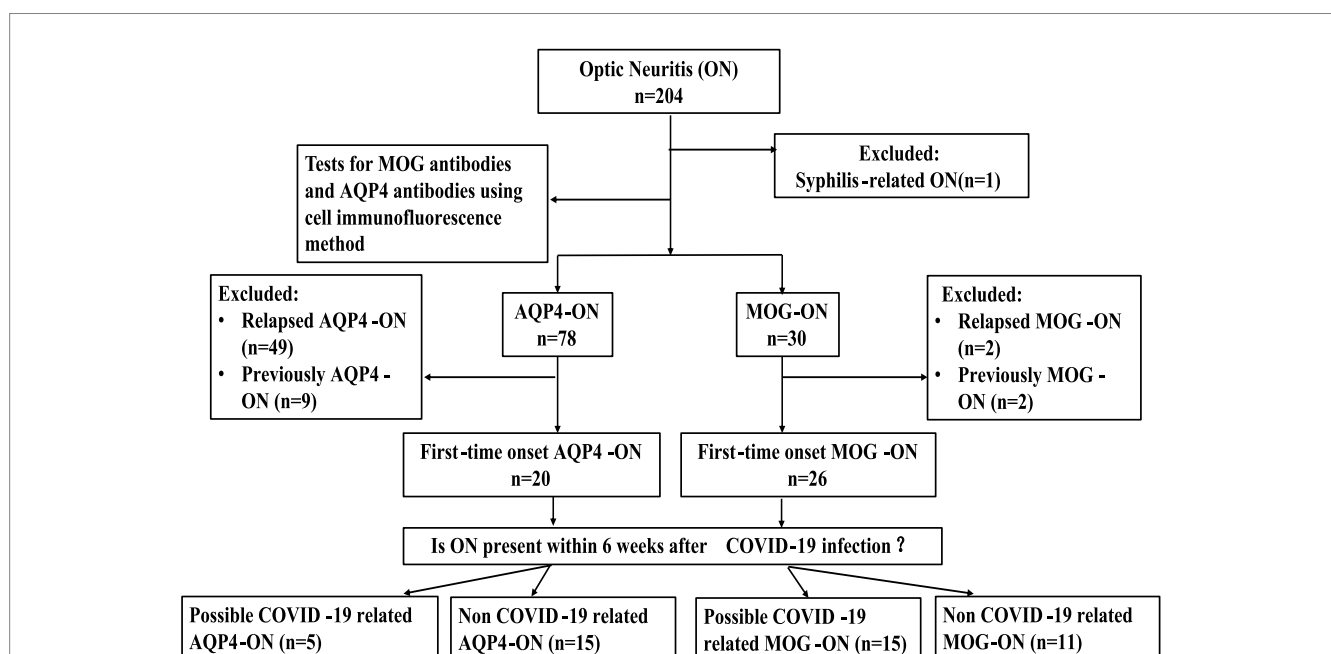 Optic Neuritis (ON)
n=204
Excluded:
Syphilis-related ON(n=1)
Tests for MOG antibodies
and AQP4 antibodies using
cell immunofluorescence
method
Excluded:
• Relapsed AQP4-ON
(n=49)
• Previously AQP4-
ON (n=9)
AQP4-ON
n=78
MOG-ON
n=30
Excluded:
• Relapsed MOG-ON
(n=2)
• Previously MOG-
ON (n=2)
First-time onset AQP4-ON
n=20
First-time onset MOG-ON
n=26
Is ON present within 6 weeks after COVID-19 infection？
Possible COVID-19 related
AQP4-ON (n=5)
Non COVID-19 related
AQP4-ON (n=15)
Possible COVID-19
related MOG-ON (n=15)
Non COVID-19 related
MOG-ON (n=11)